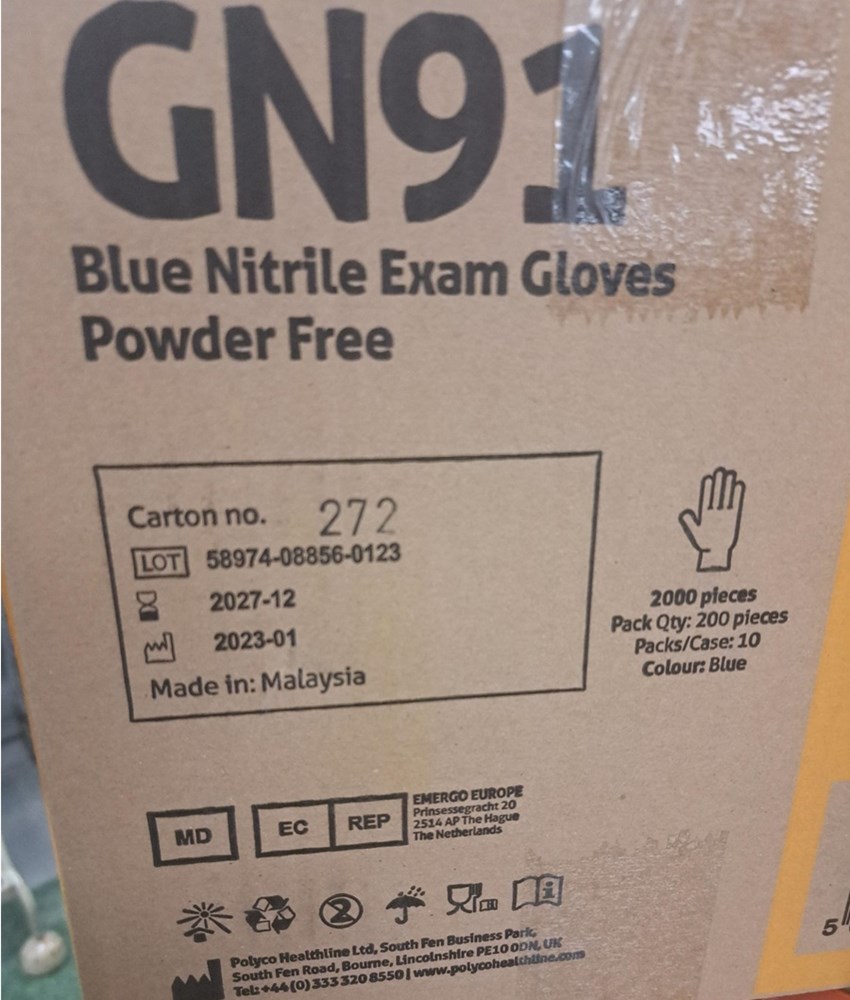 GN91
Blue Nitrile Exam Gloves
Powder Free
Carton no. 272
LOT 58974-08856-0123
2027-12
2023-01
Made in: Malaysia
2000 pieces
Pack Qty: 200 pieces
Packs/Case: 10
Colour: Blue
MD
EC REP
EMERGO EUROPE
Prinsessegracht 20
2514 AP The Hague
The Netherlands
2
Polyco Healthline Ltd, South Fen Business Park,
South Fen Road, Bourne, Lincolnshire PE10 0DN, UK
Tel: +44 (0) 333 320 8550 | www.polycohealthline.com
5